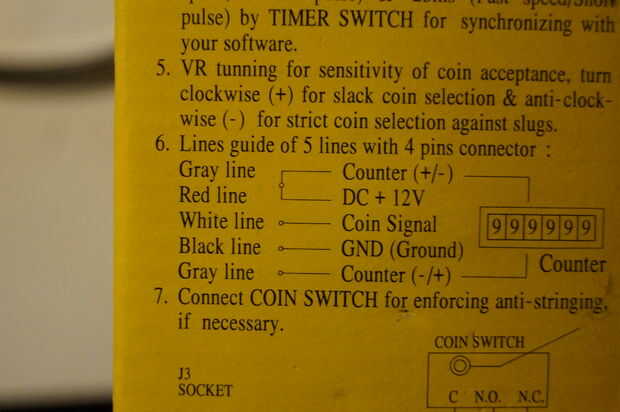 pulse) by TIMER SWITCH for synchronizing with
your software.
5. VR tunning for sensitivity of coin acceptance, turn
clockwise (+) for slack coin selection & anti-clock-
wise (-) for strict coin selection against slugs.
6. Lines guide of 5 lines with 4 pins connector :
Gray line Counter (+/-)
Red line DC + 12V
White line Coin Signal
999999
Black line GND (Ground)
Counter
Gray line Counter (-/+)
7. Connect COIN SWITCH for enforcing anti-stringing,
if necessary.
COIN SWITCH
J3
SOCKET
C N.O. N.C.